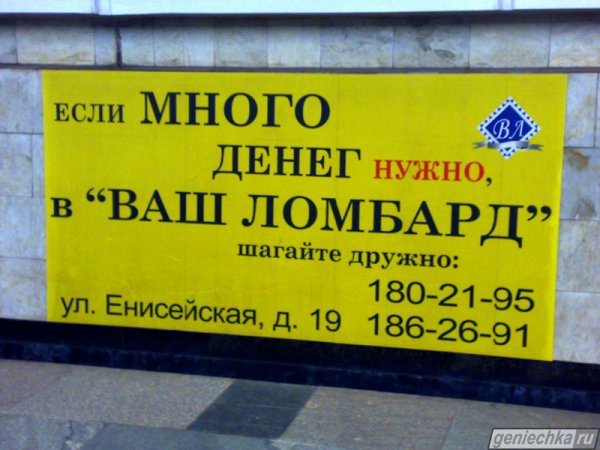 ЕСЛИ МНОГО
ВЛ
ДЕНЕГ НУЖНО,
В “ВАШ ЛОМБАРД”
шагайте дружно:
180-21-95
ул. Енисейская, д. 19 186-26-91
geniechka.ru